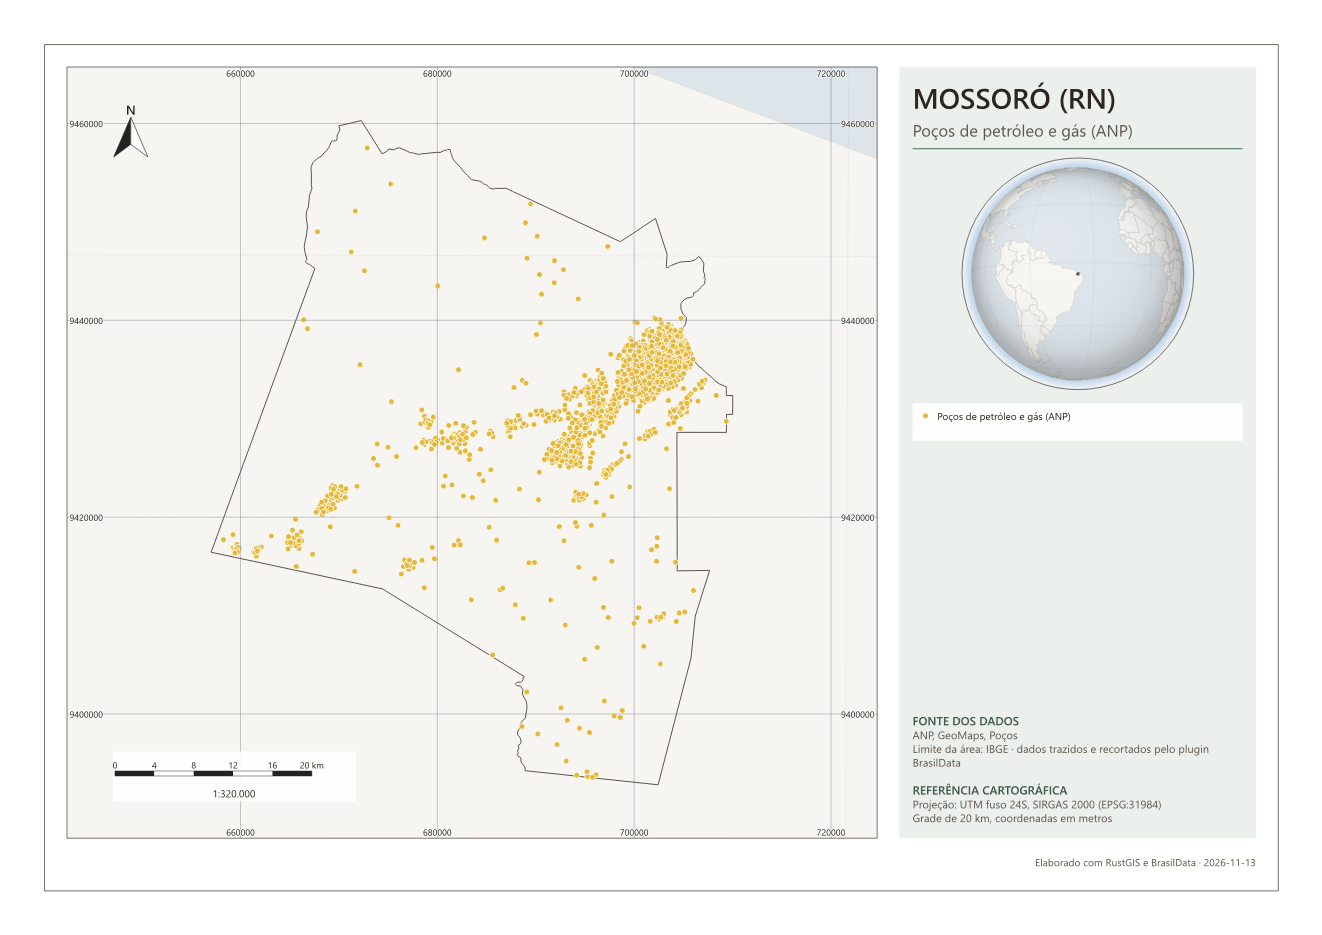 660000
680000
700000
720000
N
9460000
9460000
9440000
9440000
9420000
9420000
9400000
9400000
0 4 8 12 16 20 km
1:320.000
660000
680000
700000
720000
MOSSORÓ (RN)
Poços de petróleo e gás (ANP)
Poços de petróleo e gás (ANP)
FONTE DOS DADOS
ANP, GeoMaps, Poços
Limite da área: IBGE · dados trazidos e recortados pelo plugin
BrasilData
REFERÊNCIA CARTOGRÁFICA
Projeção: UTM fuso 24S, SIRGAS 2000 (EPSG:31984)
Grade de 20 km, coordenadas em metros
Elaborado com RustGIS e BrasilData · 2026-11-13